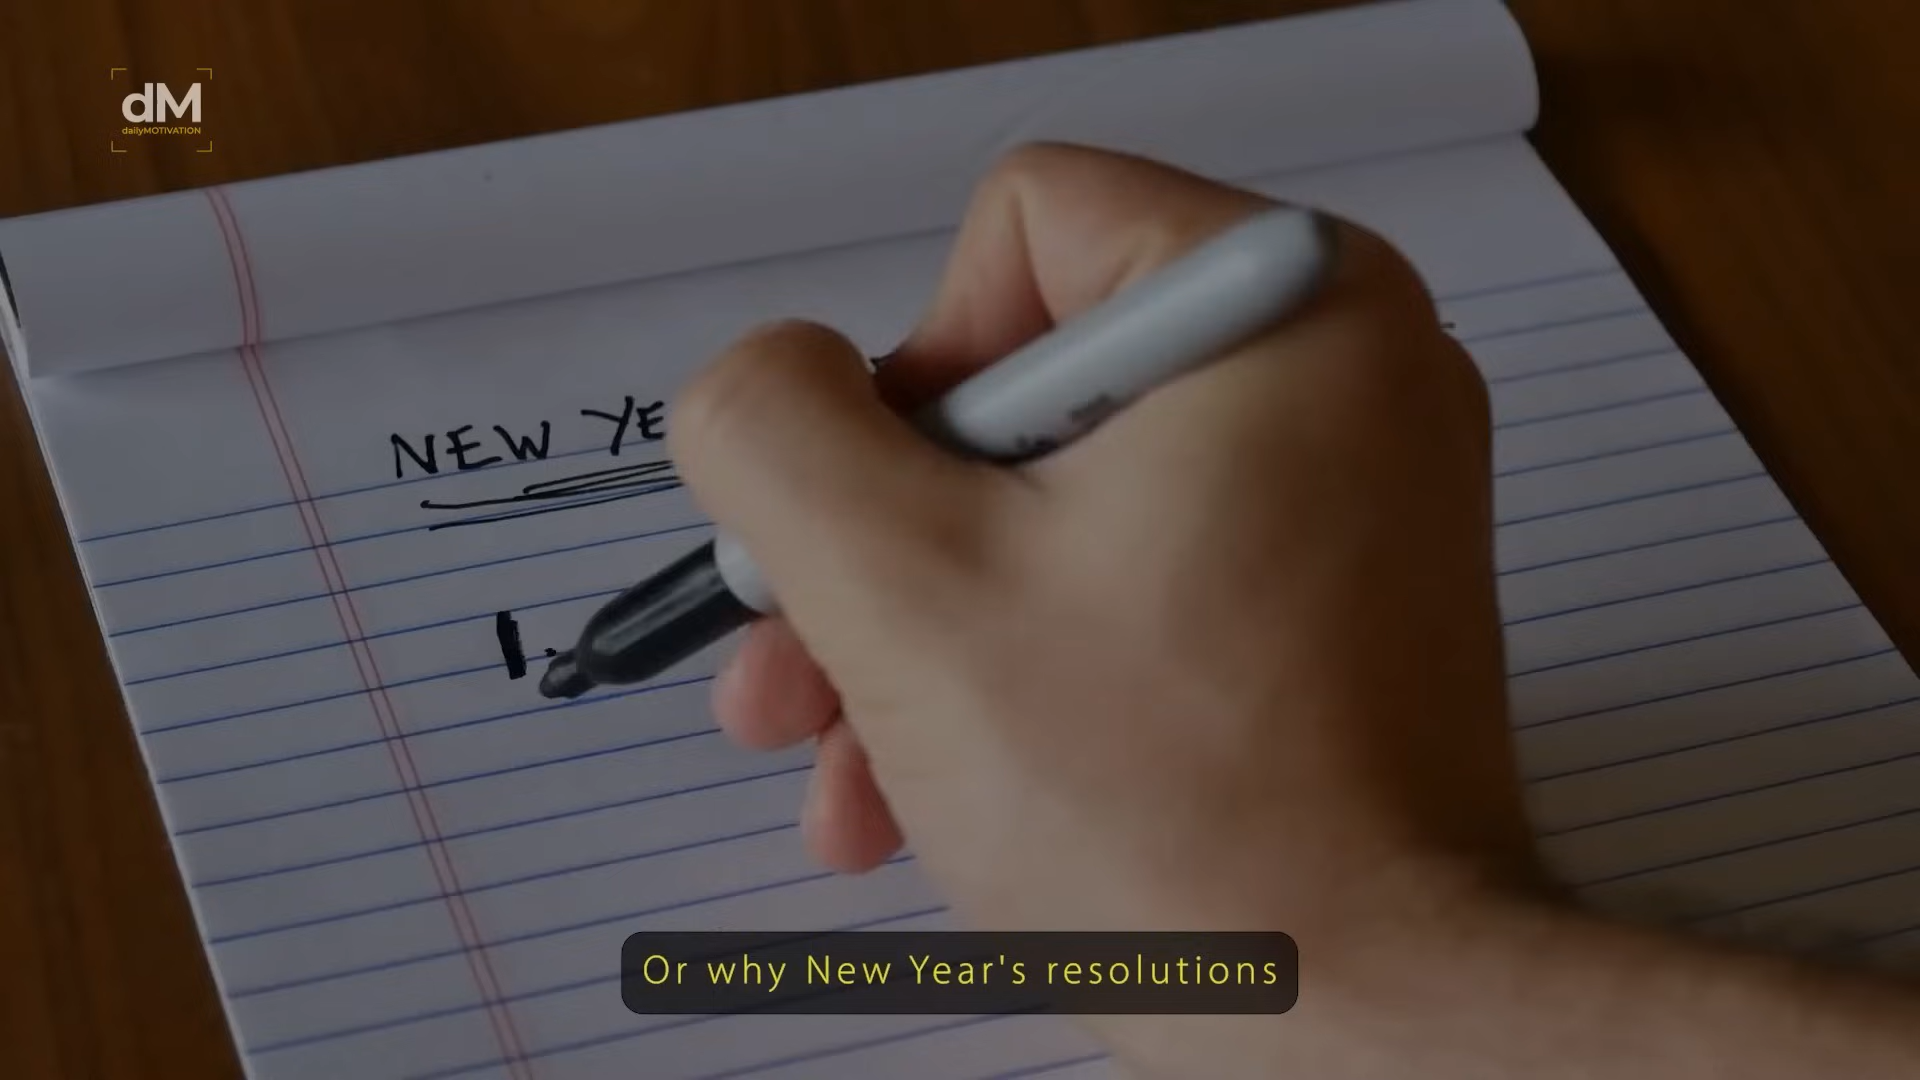 dM
dailyMOTIVATION
NEW YE
1.
Or why New Year's resolutions